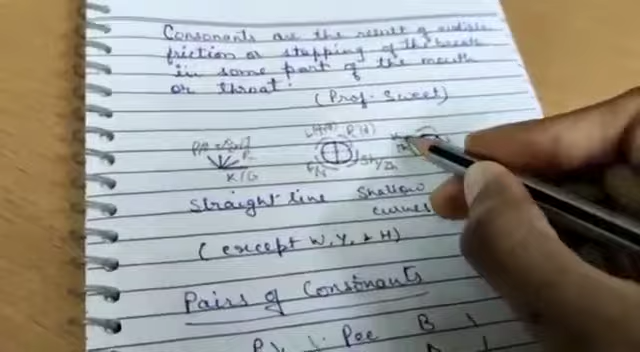 Consonants are the result of audible
friction or stopping of the breath
in some part of the mouth
or throat.
(Prof. Sweet)
K/G
Straight line Shallow
curves
(except W, Y, & H)
Pairs of Consonants
P \ : Pee B \